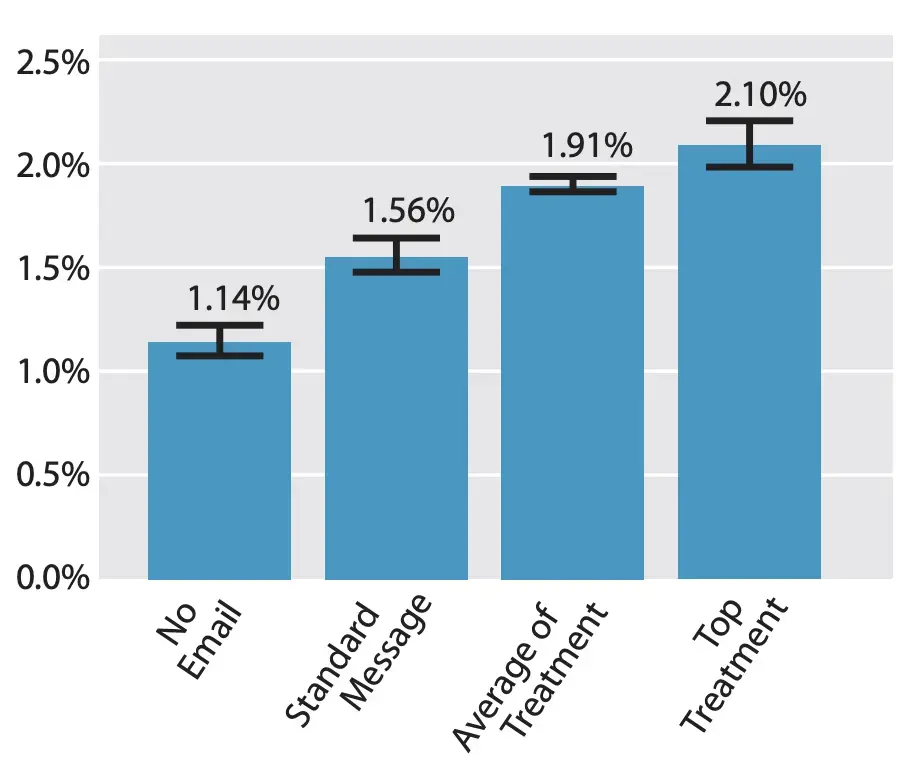 2.5%
2.0%
1.5%
1.0%
0.5%
0.0%
1.14%
1.56%
1.91%
2.10%
No
Email
Standard
Message
Average of
Treatment
Top
Treatment